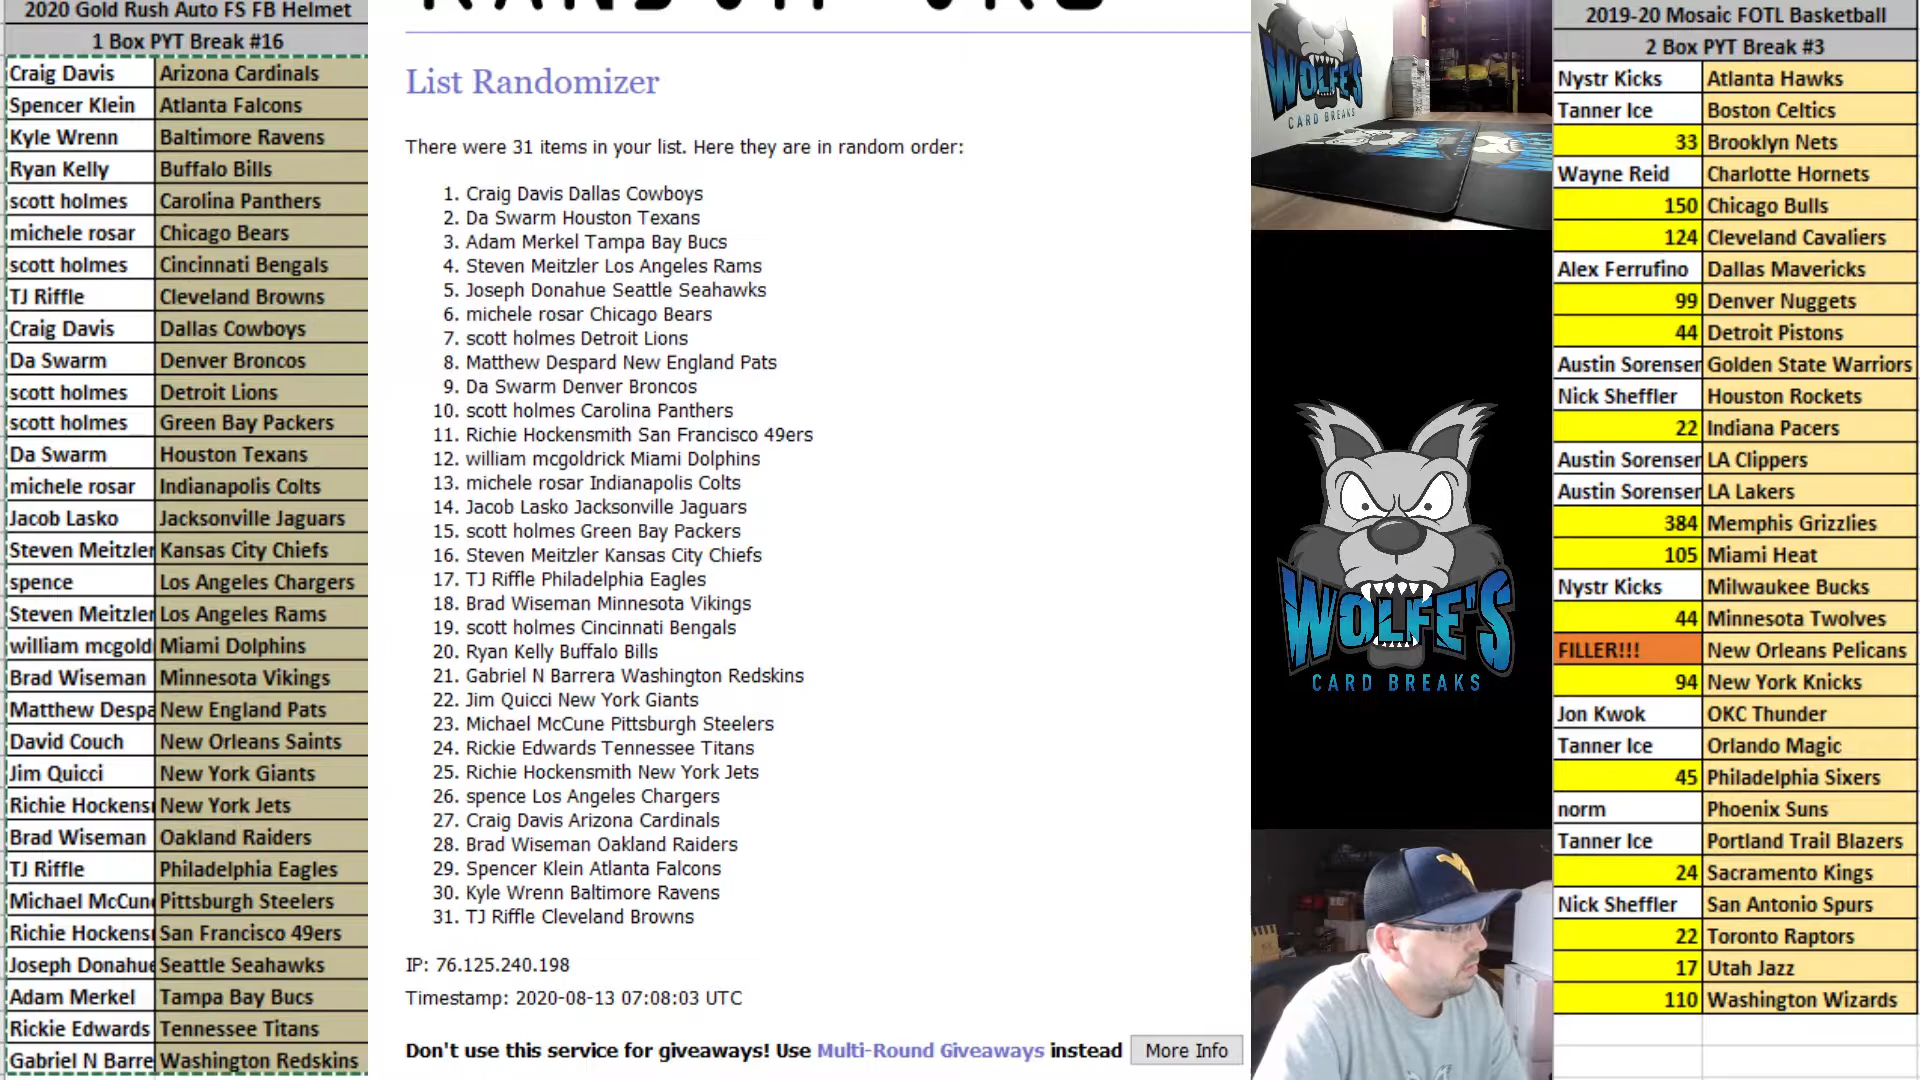 2020 Gold Rush Auto FS FB Helmet
1 Box PYT Break #16
Craig Davis Arizona Cardinals
Spencer Klein Atlanta Falcons
Kyle Wrenn Baltimore Ravens
Ryan Kelly Buffalo Bills
scott holmes Carolina Panthers
michele rosar Chicago Bears
scott holmes Cincinnati Bengals
TJ Riffle Cleveland Browns
Craig Davis Dallas Cowboys
Da Swarm Denver Broncos
scott holmes Detroit Lions
scott holmes Green Bay Packers
Da Swarm Houston Texans
michele rosar Indianapolis Colts
Jacob Lasko Jacksonville Jaguars
Steven Meitzler Kansas City Chiefs
spence Los Angeles Chargers
Steven Meitzler Los Angeles Rams
william mcgold Miami Dolphins
Brad Wiseman Minnesota Vikings
Matthew Despa New England Pats
David Couch New Orleans Saints
Jim Quicci New York Giants
Richie Hockens New York Jets
Brad Wiseman Oakland Raiders
TJ Riffle Philadelphia Eagles
Michael McCun Pittsburgh Steelers
Richie Hockens San Francisco 49ers
Joseph Donahue Seattle Seahawks
Adam Merkel Tampa Bay Bucs
Rickie Edwards Tennessee Titans
Gabriel N Barre Washington Redskins
List Randomizer
There were 31 items in your list. Here they are in random order:
1. Craig Davis Dallas Cowboys
2. Da Swarm Houston Texans
3. Adam Merkel Tampa Bay Bucs
4. Steven Meitzler Los Angeles Rams
5. Joseph Donahue Seattle Seahawks
6. michele rosar Chicago Bears
7. scott holmes Detroit Lions
8. Matthew Despard New England Pats
9. Da Swarm Denver Broncos
10. scott holmes Carolina Panthers
11. Richie Hockensmith San Francisco 49ers
12. william mcgoldrick Miami Dolphins
13. michele rosar Indianapolis Colts
14. Jacob Lasko Jacksonville Jaguars
15. scott holmes Green Bay Packers
16. Steven Meitzler Kansas City Chiefs
17. TJ Riffle Philadelphia Eagles
18. Brad Wiseman Minnesota Vikings
19. scott holmes Cincinnati Bengals
20. Ryan Kelly Buffalo Bills
21. Gabriel N Barrera Washington Redskins
22. Jim Quicci New York Giants
23. Michael McCune Pittsburgh Steelers
24. Rickie Edwards Tennessee Titans
25. Richie Hockensmith New York Jets
26. spence Los Angeles Chargers
27. Craig Davis Arizona Cardinals
28. Brad Wiseman Oakland Raiders
29. Spencer Klein Atlanta Falcons
30. Kyle Wrenn Baltimore Ravens
31. TJ Riffle Cleveland Browns
IP: 76.125.240.198
Timestamp: 2020-08-13 07:08:03 UTC
Don't use this service for giveaways! Use Multi-Round Giveaways instead More Info
WOLFE'S
CARD BREAKS
WOLFE'S
CARD BREAKS
2019-20 Mosaic FOTL Basketball
2 Box PYT Break #3
Nystr Kicks Atlanta Hawks
Tanner Ice Boston Celtics
33 Brooklyn Nets
Wayne Reid Charlotte Hornets
150 Chicago Bulls
124 Cleveland Cavaliers
Alex Ferrufino Dallas Mavericks
99 Denver Nuggets
44 Detroit Pistons
Austin Sorenser Golden State Warriors
Nick Sheffler Houston Rockets
22 Indiana Pacers
Austin Sorenser LA Clippers
Austin Sorenser LA Lakers
384 Memphis Grizzlies
105 Miami Heat
Nystr Kicks Milwaukee Bucks
44 Minnesota Twolves
FILLER!!! New Orleans Pelicans
94 New York Knicks
Jon Kwok OKC Thunder
Tanner Ice Orlando Magic
45 Philadelphia Sixers
norm Phoenix Suns
Tanner Ice Portland Trail Blazers
24 Sacramento Kings
Nick Sheffler San Antonio Spurs
22 Toronto Raptors
17 Utah Jazz
110 Washington Wizards